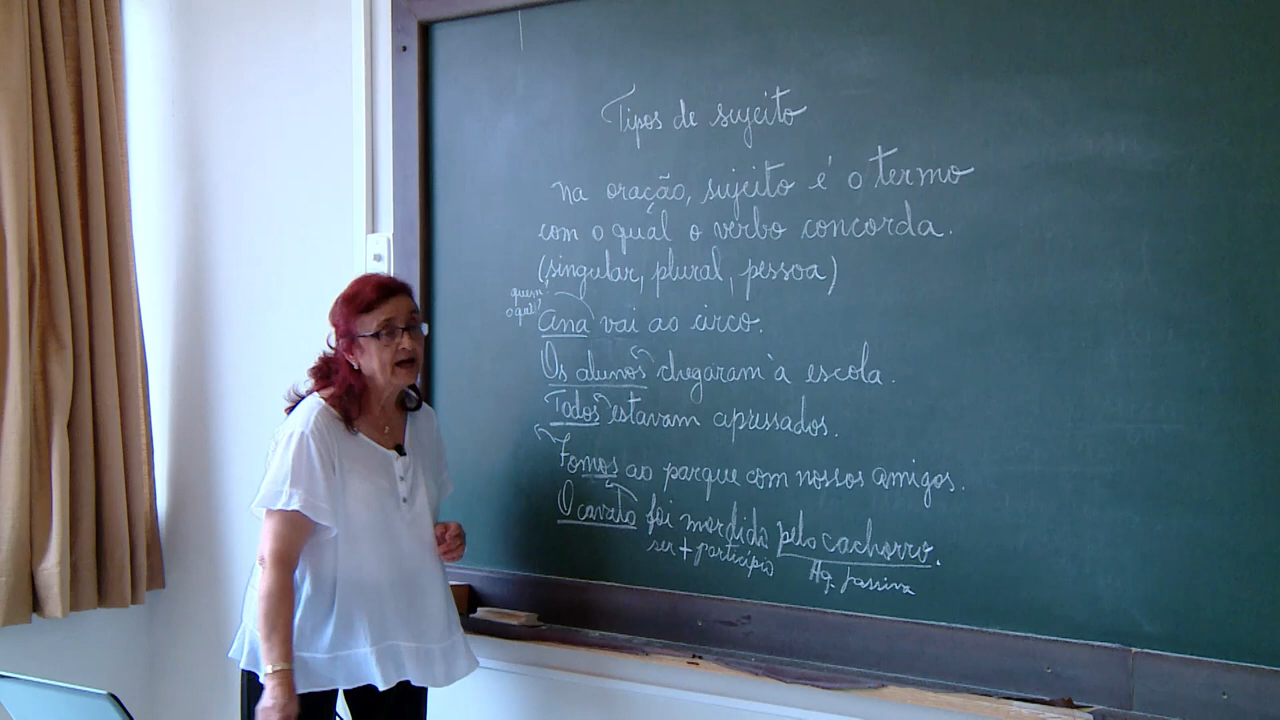 Tipos de sujeito
Na oração, sujeito é o termo
com o qual o verbo concorda.
(singular, plural, pessoa)
quem?
o quê?
Ana vai ao circo.
Os alunos chegaram à escola.
Todos estavam apressados.
Fomos ao parque com nossos amigos.
O cavalo foi mordido pelo cachorro.
ser + particípio Ag. passiva